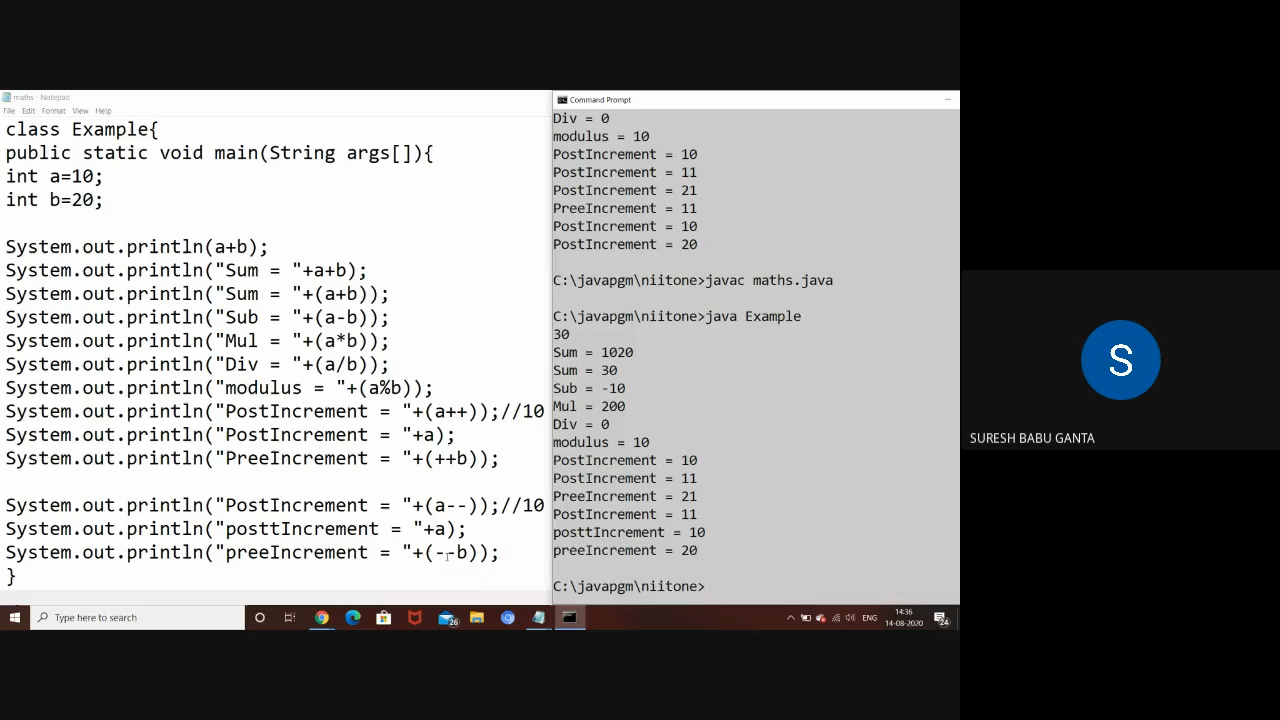 maths - Notepad
File Edit Format View Help
class Example{
public static void main(String args[]){
int a=10;
int b=20;
System.out.println(a+b);
System.out.println("Sum = "+a+b);
System.out.println("Sum = "+(a+b));
System.out.println("Sub = "+(a-b));
System.out.println("Mul = "+(a*b));
System.out.println("Div = "+(a/b));
System.out.println("modulus = "+(a%b));
System.out.println("PostIncrement = "+(a++));//10
System.out.println("PostIncrement = "+a);
System.out.println("PreeIncrement = "+(++b));
System.out.println("PostIncrement = "+(a--));//10
System.out.println("posttIncrement = "+a);
System.out.println("preeIncrement = "+(--b));
}
Command Prompt
Div = 0
modulus = 10
PostIncrement = 10
PostIncrement = 11
PostIncrement = 21
PreeIncrement = 11
PostIncrement = 10
PostIncrement = 20
C:\javapgm\niitone>javac maths.java
C:\javapgm\niitone>java Example
30
Sum = 1020
Sum = 30
Sub = -10
Mul = 200
Div = 0
modulus = 10
PostIncrement = 10
PostIncrement = 11
PreeIncrement = 21
PostIncrement = 11
posttIncrement = 10
preeIncrement = 20
C:\javapgm\niitone>
S
SURESH BABU GANTA
Type here to search
26
ENG
14:36
14-08-2020
24